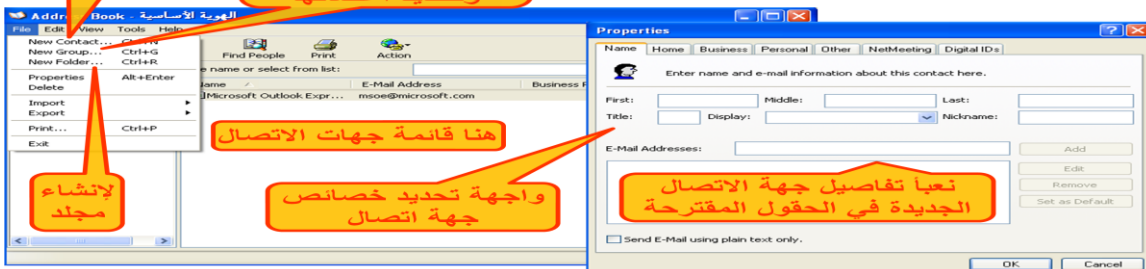 Address Book - الهوية الأساسية
File Edit View Tools Help
New Contact... Ctrl+N
New Group... Ctrl+G
New Folder... Ctrl+R
Properties Alt+Enter
Delete
Import
Export
Print... Ctrl+P
Exit
Find People Print Action
e name or select from list:
Name E-Mail Address Business P
Microsoft Outlook Expr... msoe@microsoft.com
هنا قائمة جهات الاتصال
لإنشاء
مجلد
واجهة تحديد خصائص
جهة اتصال
Properties
Name Home Business Personal Other NetMeeting Digital IDs
Enter name and e-mail information about this contact here.
First: Middle: Last:
Title: Display: Nickname:
E-Mail Addresses: Add
Edit
Remove
Set as Default
نعبأ تفاصيل جهة الاتصال
الجديدة في الحقول المقترحة
Send E-Mail using plain text only.
OK Cancel